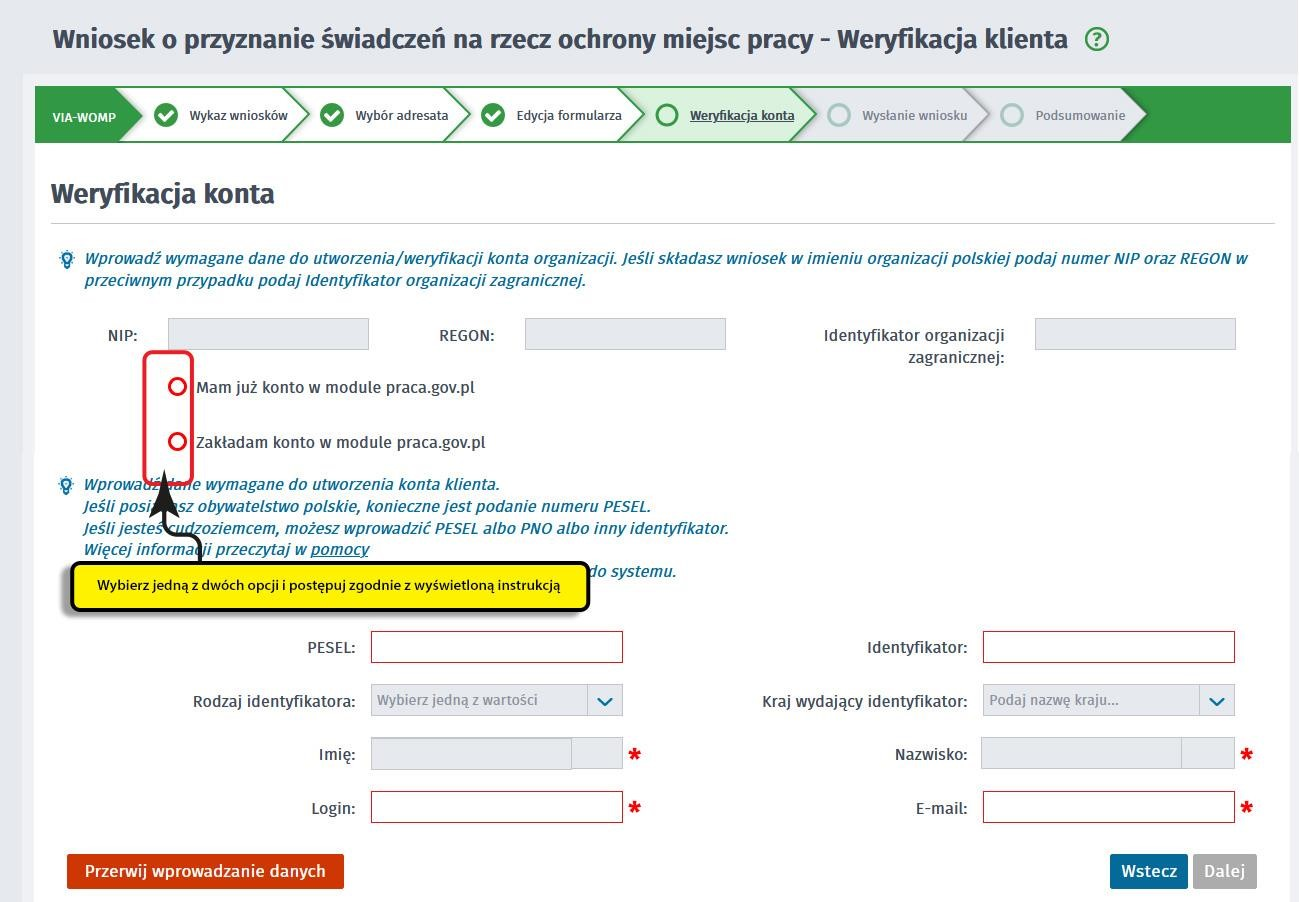 Wniosek o przyznanie świadczeń na rzecz ochrony miejsc pracy - Weryfikacja klienta ?
VIA-WOMP Wykaz wniosków Wybór adresata Edycja formularza Weryfikacja konta Wysłanie wniosku Podsumowanie
Weryfikacja konta
Wprowadź wymagane dane do utworzenia/weryfikacji konta organizacji. Jeśli składasz wniosek w imieniu organizacji polskiej podaj numer NIP oraz REGON w
przeciwnym przypadku podaj Identyfikator organizacji zagranicznej.
NIP: REGON: Identyfikator organizacji
zagranicznej:
Mam już konto w module praca.gov.pl
Zakładam konto w module praca.gov.pl
Wprowadź dane wymagane do utworzenia konta klienta.
Jeśli posiadasz obywatelstwo polskie, konieczne jest podanie numeru PESEL.
Jeśli jesteś cudzoziemcem, możesz wprowadzić PESEL albo PNO albo inny identyfikator.
Więcej informacji przeczytaj w pomocy
do systemu.
Wybierz jedną z dwóch opcji i postępuj zgodnie z wyświetloną instrukcją
PESEL: Identyfikator:
Rodzaj identyfikatora: Wybierz jedną z wartości Kraj wydający identyfikator: Podaj nazwę kraju...
Imię: * Nazwisko: *
Login: * E-mail: *
Przerwij wprowadzanie danych Wstecz Dalej